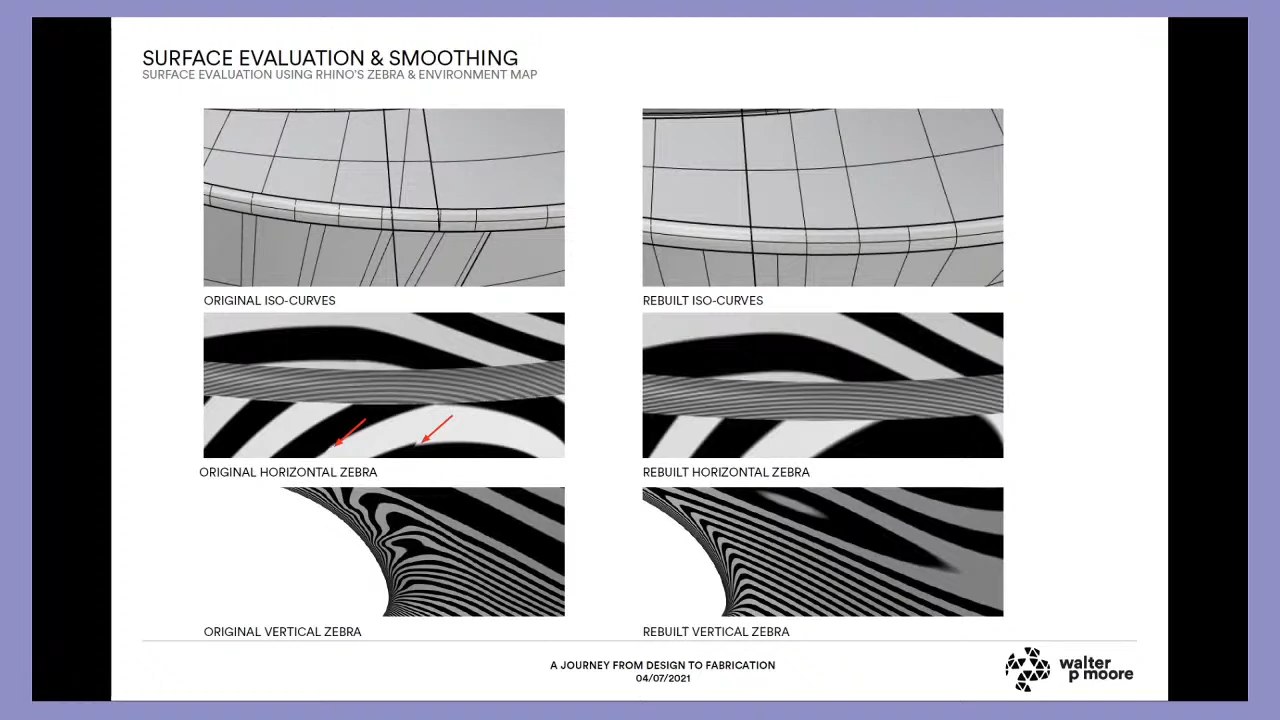 SURFACE EVALUATION & SMOOTHING
SURFACE EVALUATION USING RHINO'S ZEBRA & ENVIRONMENT MAP
ORIGINAL ISO-CURVES
REBUILT ISO-CURVES
ORIGINAL HORIZONTAL ZEBRA
REBUILT HORIZONTAL ZEBRA
ORIGINAL VERTICAL ZEBRA
REBUILT VERTICAL ZEBRA
A JOURNEY FROM DESIGN TO FABRICATION
04/07/2021
walter
p moore